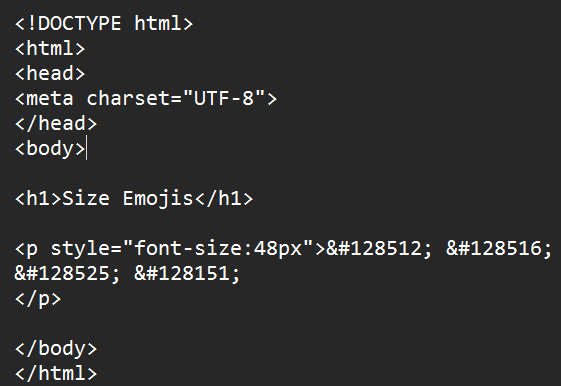 <!DOCTYPE html>
<html>
<head>
<meta charset="UTF-8">
</head>
<body>
<h1>Size Emojis</h1>
<p style="font-size:48px">&#128512; &#128516;
&#128525; &#128151;
</p>
</body>
</html>